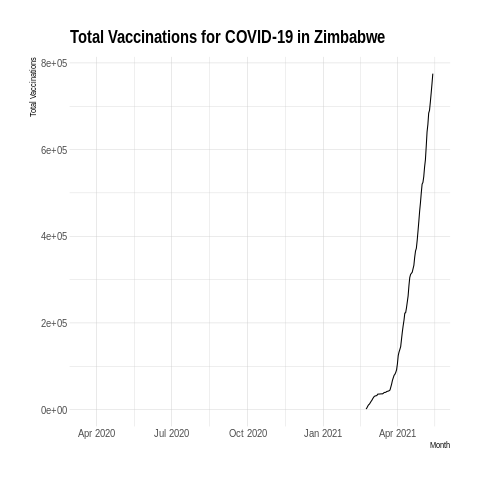 Total Vaccinations for COVID-19 in Zimbabwe
Total Vaccinations
8e+05
6e+05
4e+05
2e+05
0e+00
Apr 2020 Jul 2020 Oct 2020 Jan 2021 Apr 2021
Month